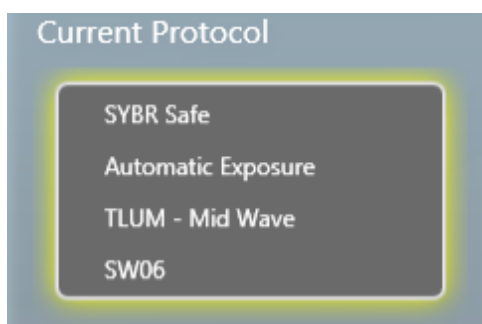 Current Protocol
SYBR Safe
Automatic Exposure
TLUM - Mid Wave
SW06